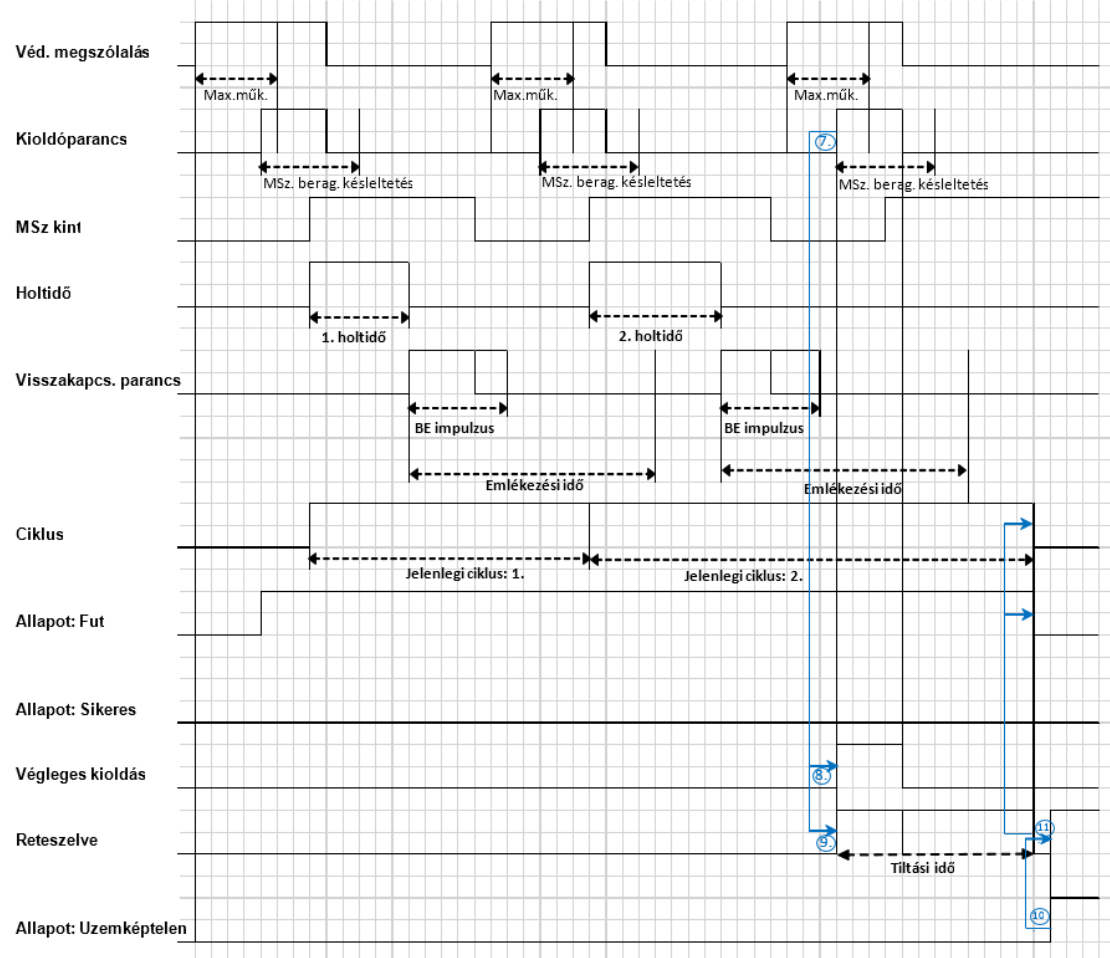 Véd. megszólalás
Max.műk.
Max.műk.
Max.műk.
Kioldóparancs
7.
MSz. berag. késleltetés
MSz. berag. késleltetés
MSz. berag. késleltetés
MSz kint
Holtidő
1. holtidő
2. holtidő
Visszakapcs. parancs
BE impulzus
BE impulzus
Emlékezési idő
Emlékezési idő
Ciklus
Jelenlegi ciklus: 1.
Jelenlegi ciklus: 2.
Allapot: Fut
Allapot: Sikeres
Végleges kioldás
8.
Reteszelve
9.
11
Tiltási idő
10
Allapot: Uzemképtelen